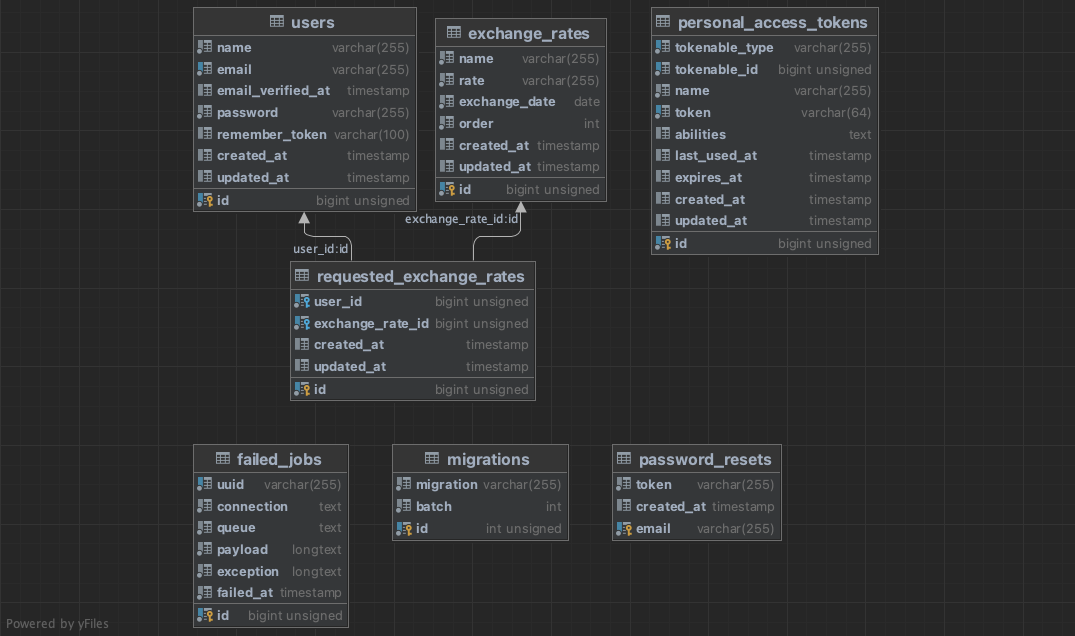 users
name varchar(255)
email varchar(255)
email_verified_at timestamp
password varchar(255)
remember_token varchar(100)
created_at timestamp
updated_at timestamp
id bigint unsigned
exchange_rates
name varchar(255)
rate varchar(255)
exchange_date date
order int
created_at timestamp
updated_at timestamp
id bigint unsigned
personal_access_tokens
tokenable_type varchar(255)
tokenable_id bigint unsigned
name varchar(255)
token varchar(64)
abilities text
last_used_at timestamp
expires_at timestamp
created_at timestamp
updated_at timestamp
id bigint unsigned
exchange_rate_id:id
user_id:id
requested_exchange_rates
user_id bigint unsigned
exchange_rate_id bigint unsigned
created_at timestamp
updated_at timestamp
id bigint unsigned
failed_jobs
uuid varchar(255)
connection text
queue text
payload longtext
exception longtext
failed_at timestamp
id bigint unsigned
migrations
migration varchar(255)
batch int
id int unsigned
password_resets
token varchar(255)
created_at timestamp
email varchar(255)
Powered by yFiles